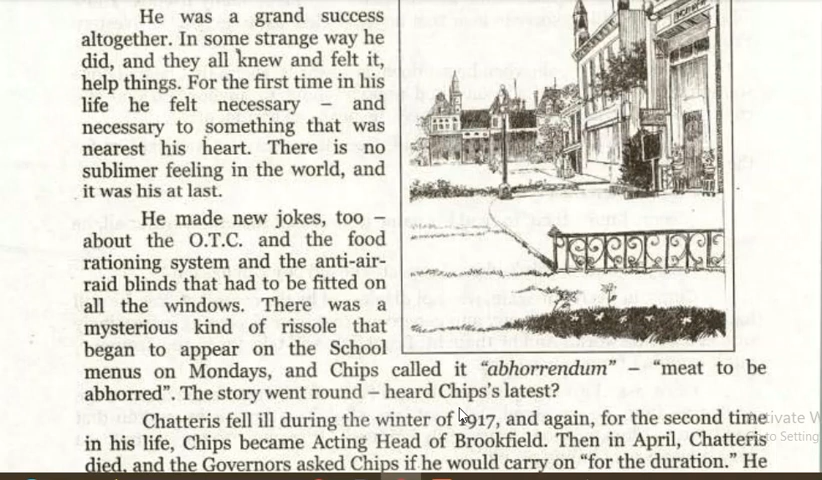 He was a grand success
altogether. In some strange way he
did, and they all knew and felt it,
help things. For the first time in his
life he felt necessary – and
necessary to something that was
nearest his heart. There is no
sublimer feeling in the world, and
it was his at last.
He made new jokes, too –
about the O.T.C. and the food
rationing system and the anti-air-
raid blinds that had to be fitted on
all the windows. There was a
mysterious kind of rissole that
began to appear on the School
menus on Mondays, and Chips called it “abhorrendum” – “meat to be
abhorred”. The story went round – heard Chips’s latest?
Chatteris fell ill during the winter of 1917, and again, for the second time
in his life, Chips became Acting Head of Brookfield. Then in April, Chatteris
died, and the Governors asked Chips if he would carry on “for the duration.” He
Activate W
to Setting